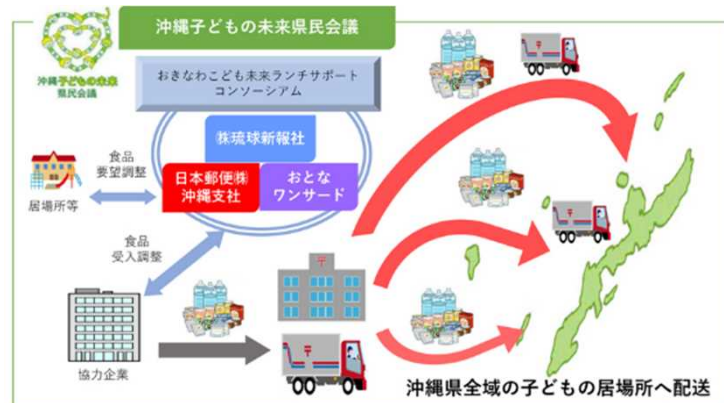 沖縄子どもの未来県民会議
沖縄子どもの未来
県民会議
おきなわこども未来ランチサポート
コンソーシアム
㈱琉球新報社
日本郵便㈱
沖縄支社
おとな
ワンサード
食品
要望調整
居場所等
食品
受入調整
協力企業
沖縄県全域の子どもの居場所へ配送